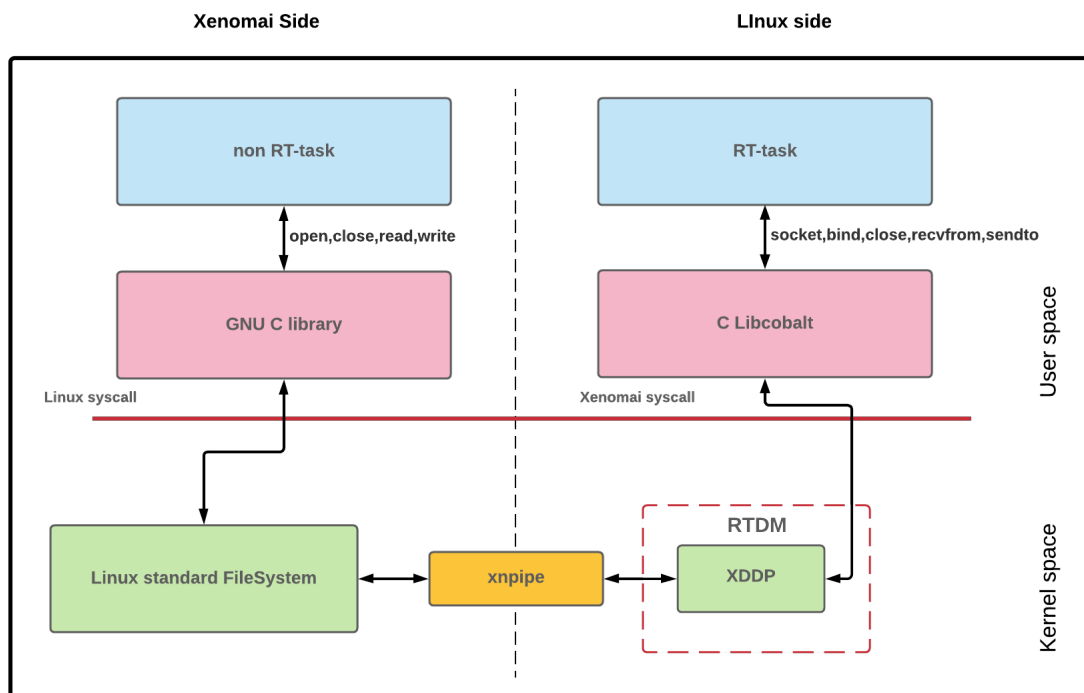 Xenomai Side
LInux side
non RT-task
RT-task
open,close,read,write
socket,bind,close,recvfrom,sendto
GNU C library
C Libcobalt
User space
Linux syscall
Xenomai syscall
RTDM
Linux standard FileSystem
xnpipe
XDDP
Kernel space